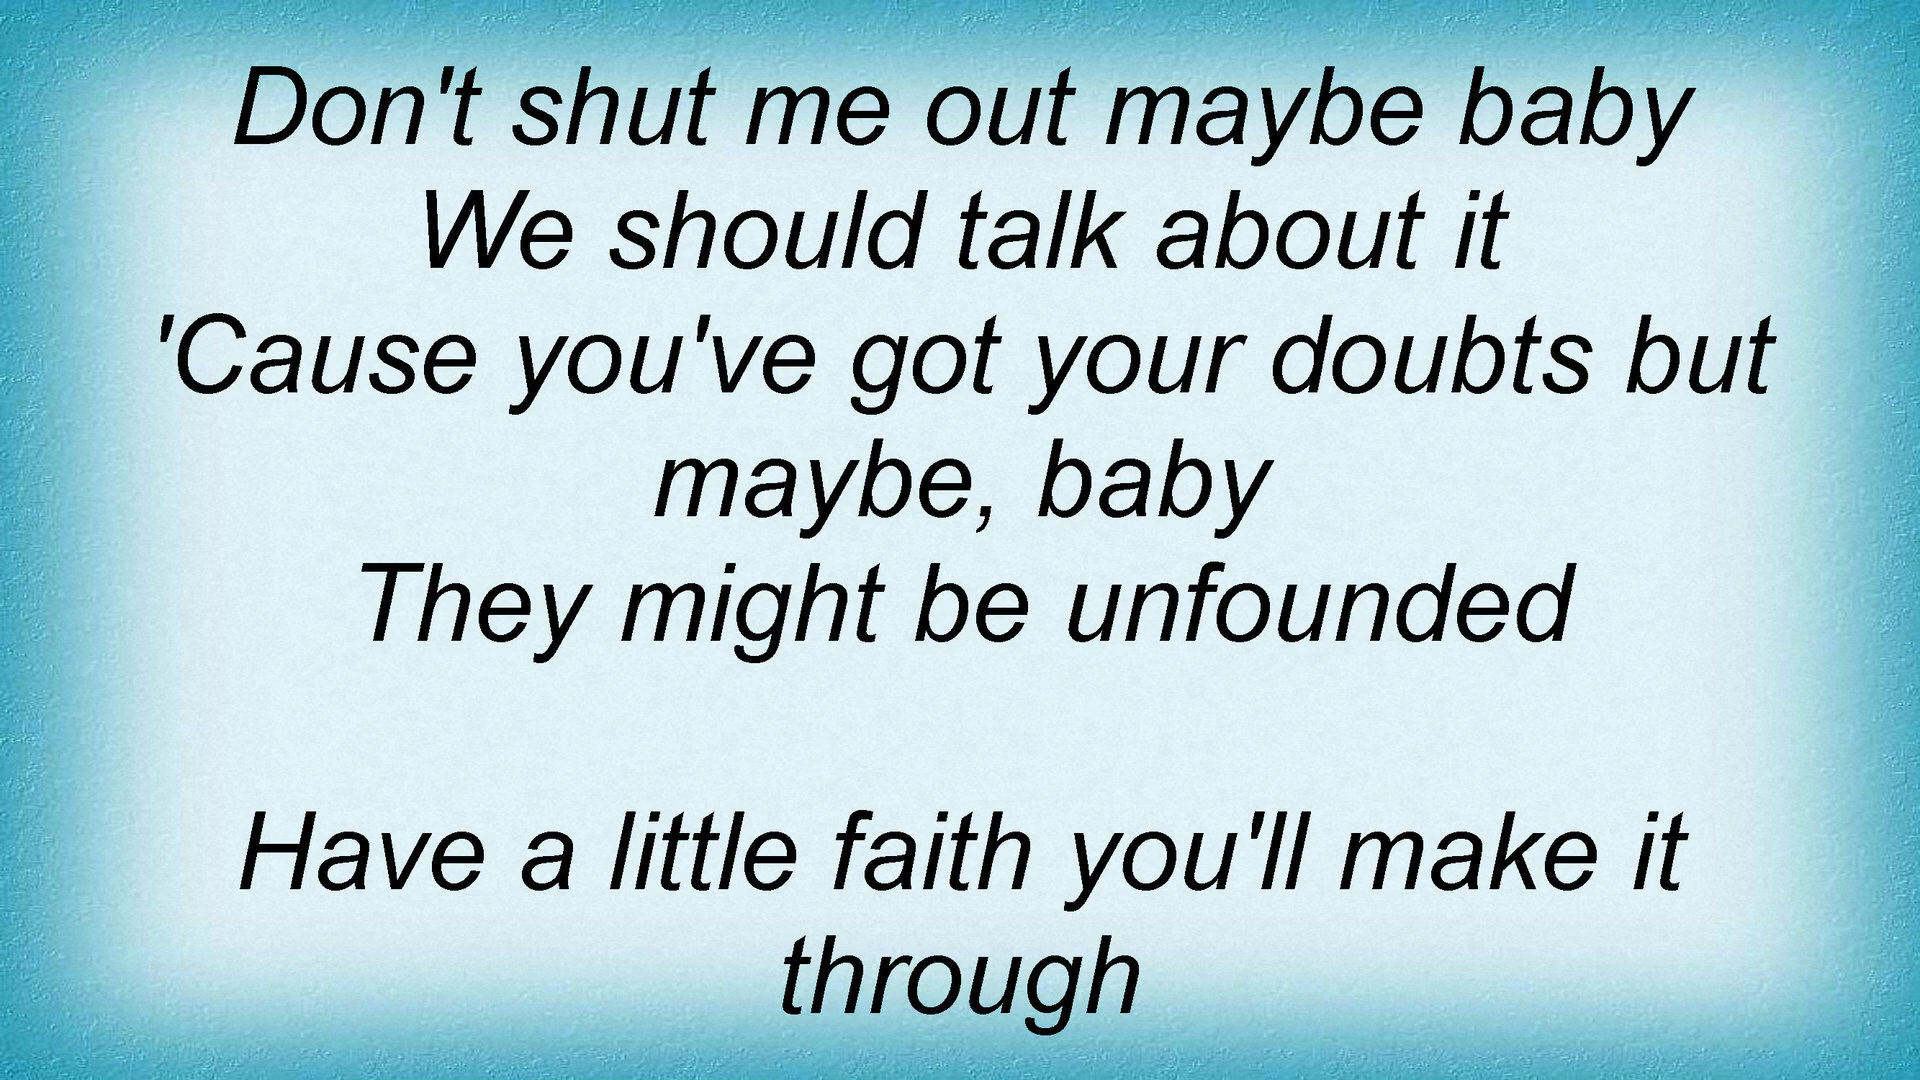 Don't shut me out maybe baby
We should talk about it
'Cause you've got your doubts but
maybe, baby
They might be unfounded
Have a little faith you'll make it
through